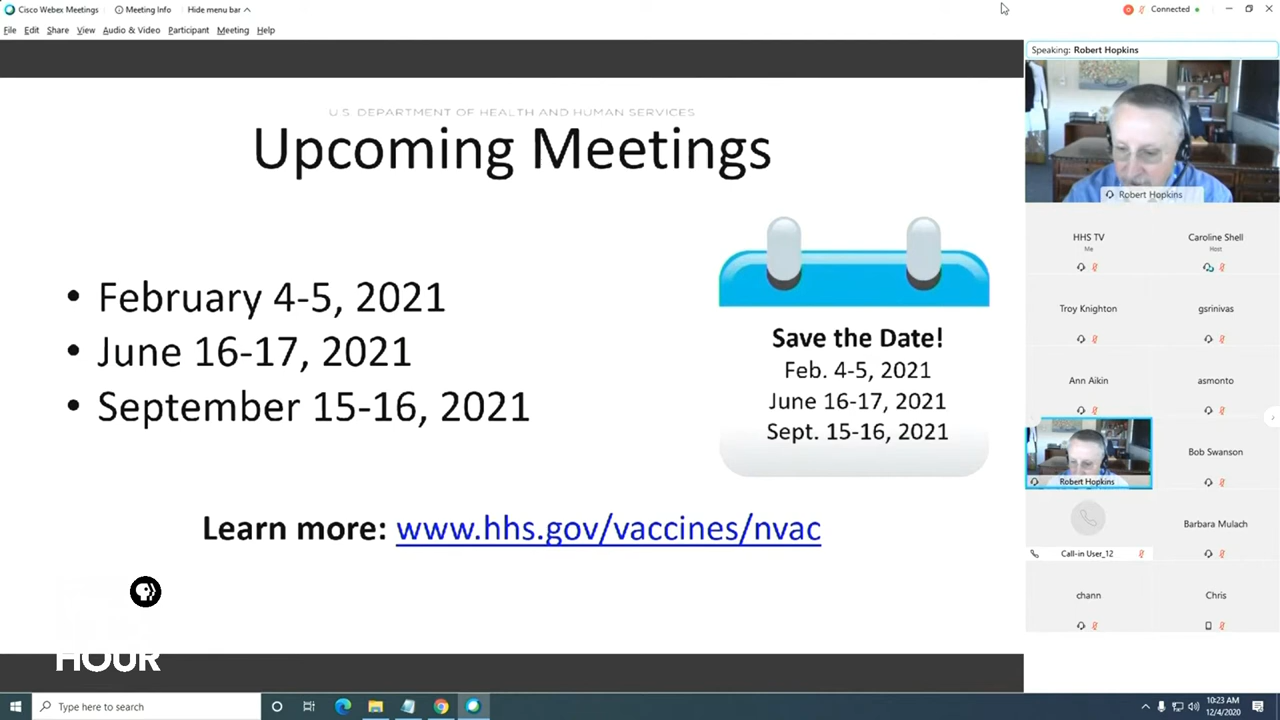 Cisco Webex Meetings
Meeting Info
Hide menu bar
Connected
File Edit Share View Audio & Video Participant Meeting Help
Speaking: Robert Hopkins
U.S. DEPARTMENT OF HEALTH AND HUMAN SERVICES
Upcoming Meetings
• February 4-5, 2021
• June 16-17, 2021
• September 15-16, 2021
Save the Date!
Feb. 4-5, 2021
June 16-17, 2021
Sept. 15-16, 2021
Learn more: www.hhs.gov/vaccines/nvac
HOUR
Robert Hopkins
HHS TV
Me
Caroline Shell
Host
Troy Knighton
gsrinivas
Ann Aikin
asmonto
Robert Hopkins
Bob Swanson
Call-in User_12
Barbara Mulach
chann
Chris
Type here to search
10:23 AM
12/4/2020